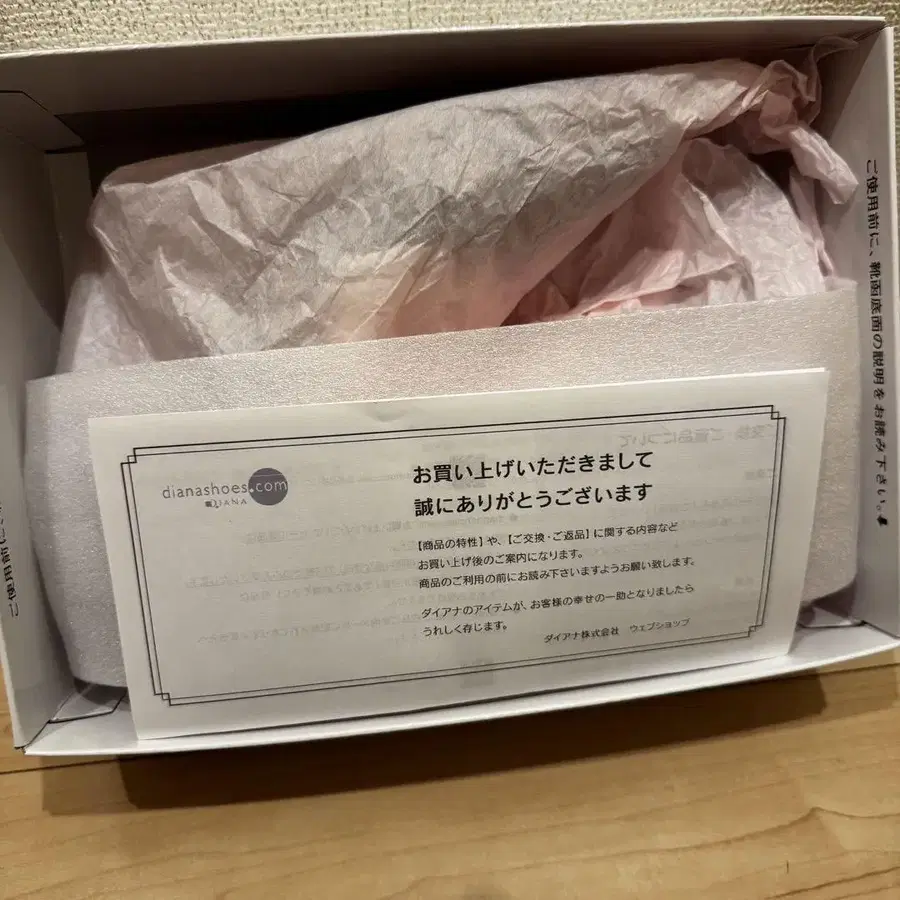 dianashoes.com
DIANA
お買い上げいただきまして
誠にありがとうございます
【商品の特性】や、【ご交換・ご返品】に関する内容など
お買い上げ後のご案内になります。
商品のご利用の前にお読み下さいますようお願い致します。
ダイアナのアイテムが、お客様の幸せの一助となりましたら
うれしく存じます。
ダイアナ株式会社 ウェブショップ
ご使用前に、靴函底面の説明をお読み下さい。
ご使用前に